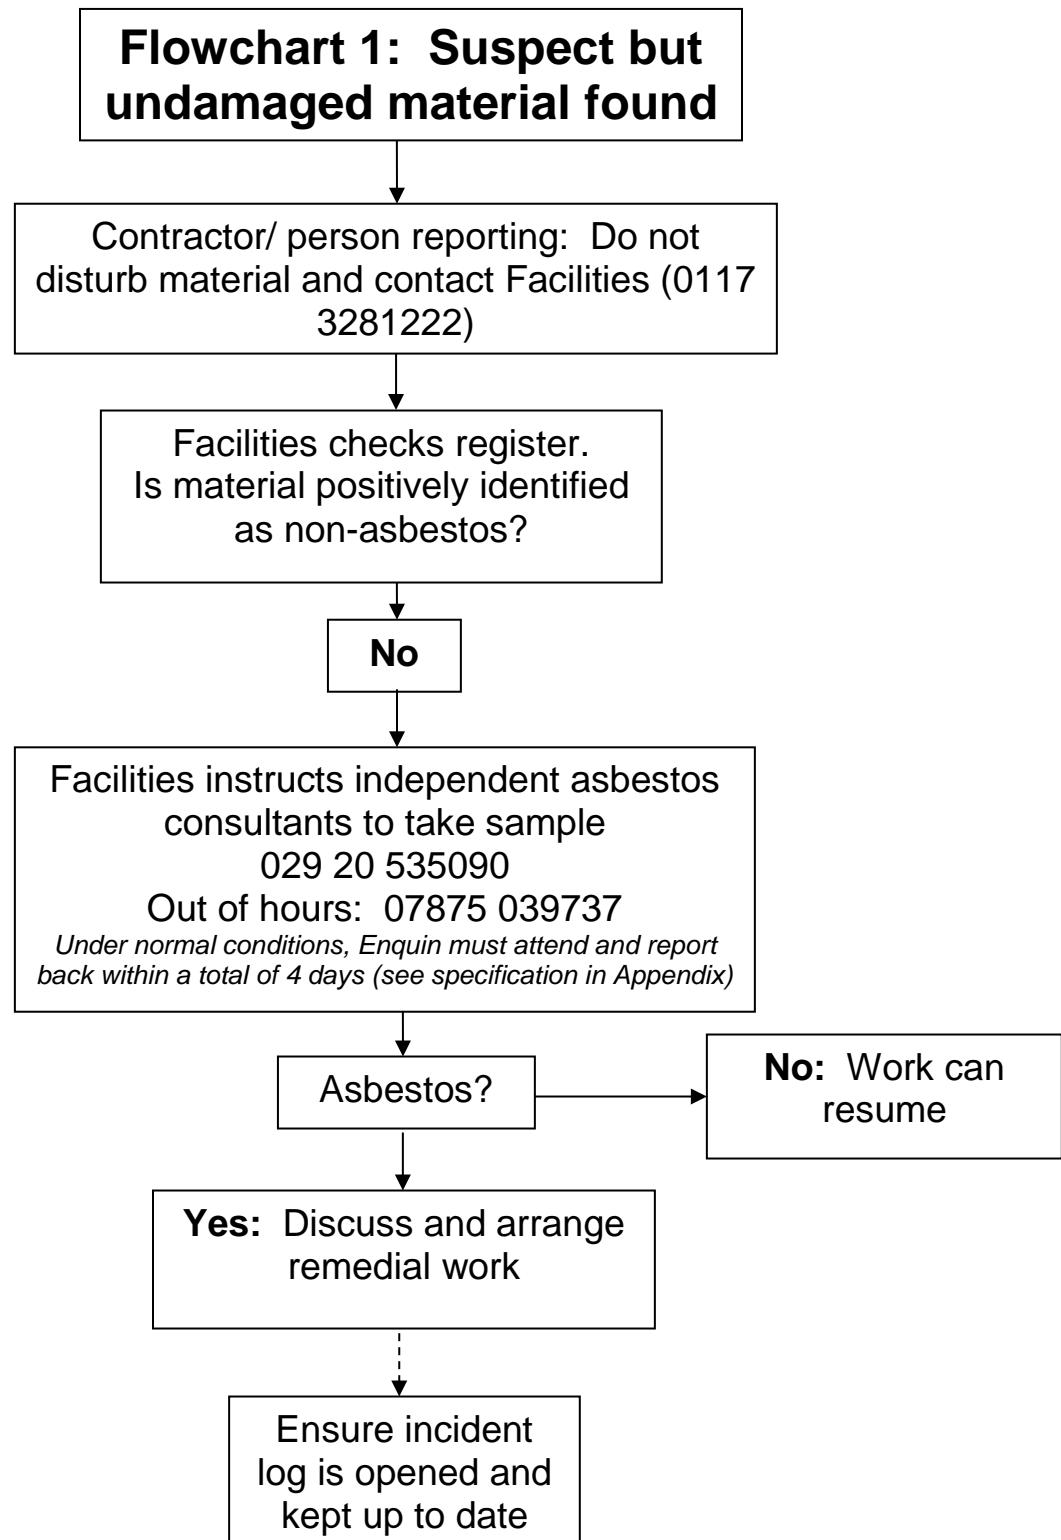 Flowchart 1: Suspect but
undamaged material found
Contractor/ person reporting: Do not
disturb material and contact Facilities (0117
3281222)
Facilities checks register.
Is material positively identified
as non-asbestos?
No
Facilities instructs independent asbestos
consultants to take sample
029 20 535090
Out of hours: 07875 039737
Under normal conditions, Enquin must attend and report
back within a total of 4 days (see specification in Appendix)
Asbestos?
No: Work can
resume
Yes: Discuss and arrange
remedial work
Ensure incident
log is opened and
kept up to date